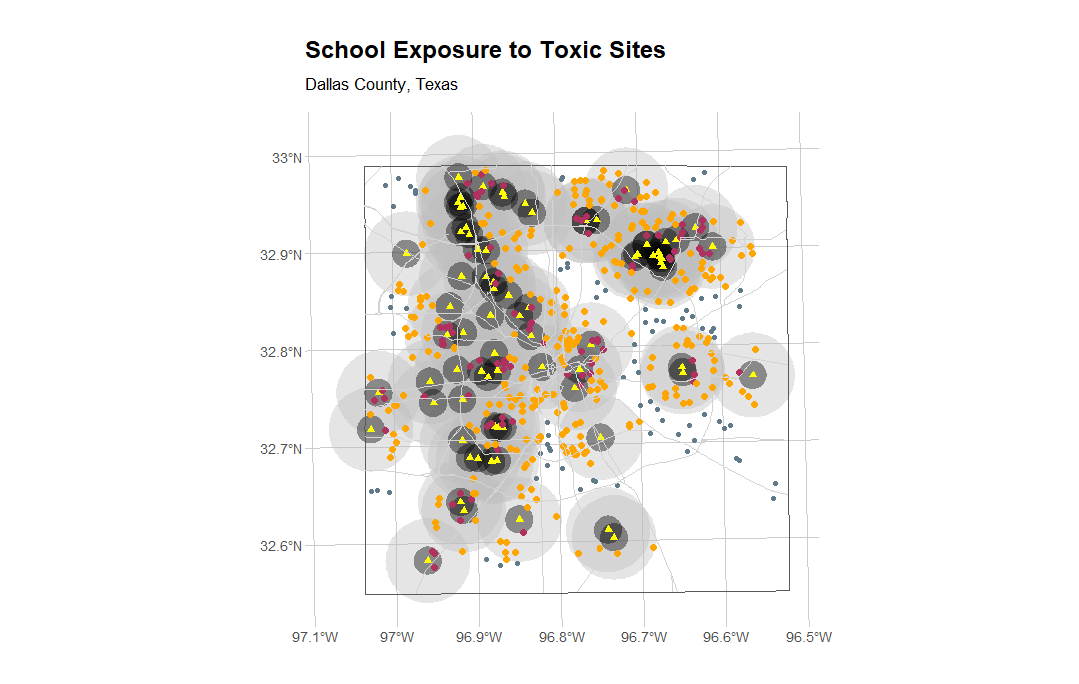 School Exposure to Toxic Sites
Dallas County, Texas
33°N
32.9°N
32.8°N
32.7°N
32.6°N
97.1°W
97°W
96.9°W
96.8°W
96.7°W
96.6°W
96.5°W